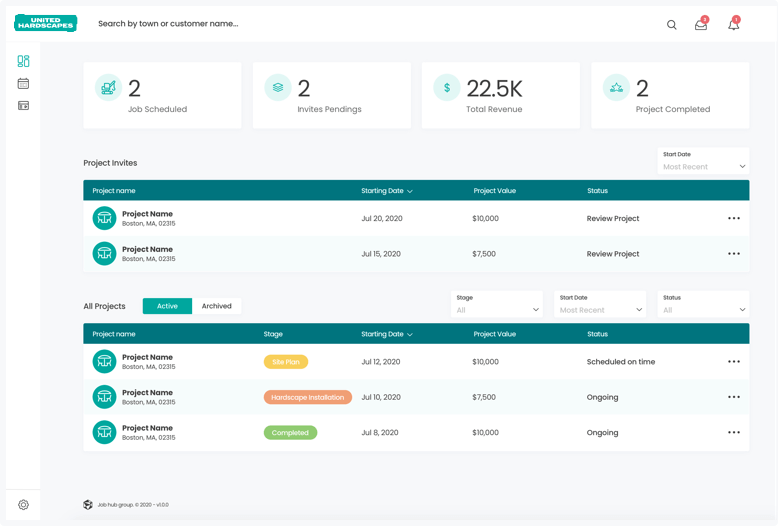 UNITED
HARDSCAPES
Search by town or customer name...
2
1
2
Job Scheduled
2
Invites Pendings
$
22.5K
Total Revenue
2
Project Completed
Project Invites
Start Date
Most Recent
Project name Starting Date Project Value Status
Project Name
Boston, MA, 02315
Jul 20, 2020 $10,000 Review Project
Project Name
Boston, MA, 02315
Jul 15, 2020 $7,500 Review Project
All Projects Active Archived
Stage
All
Start Date
Most Recent
Status
All
Project name Stage Starting Date Project Value Status
Project Name
Boston, MA, 02315
Site Plan Jul 12, 2020 $10,000 Scheduled on time
Project Name
Boston, MA, 02315
Hardscape Installation Jul 10, 2020 $7,500 Ongoing
Project Name
Boston, MA, 02315
Completed Jul 8, 2020 $10,000 Ongoing
Job hub group. © 2020 - v1.0.0